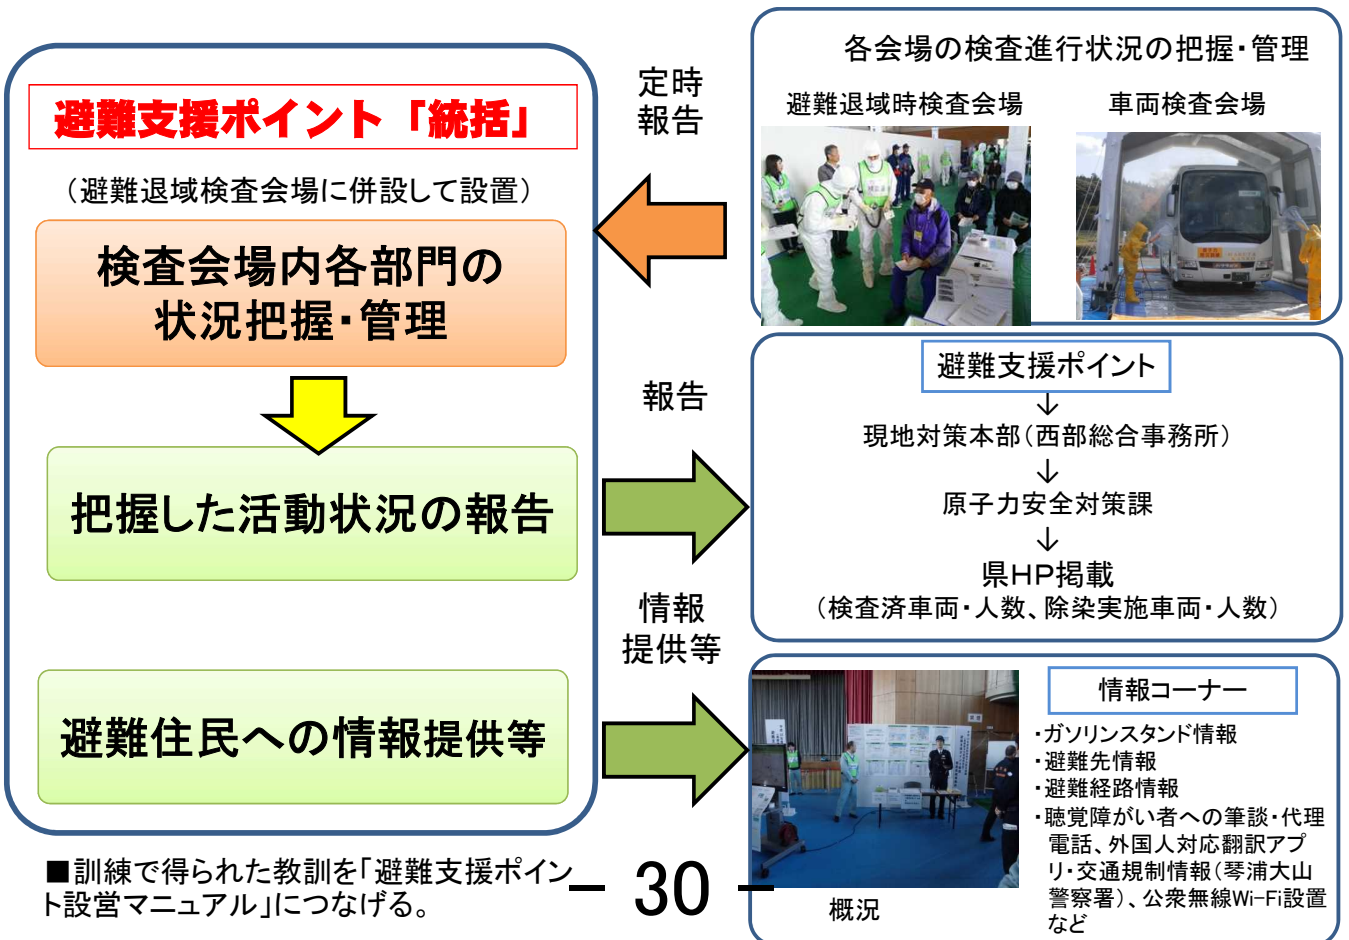 避難支援ポイント「統括」
（避難退域検査会場に併設して設置）
検査会場内各部門の
状況把握・管理
把握した活動状況の報告
避難住民への情報提供等
■訓練で得られた教訓を「避難支援ポイン
ト設営マニュアル」につなげる。
定時
報告
報告
情報
提供等
各会場の検査進行状況の把握・管理
避難退域時検査会場
車両検査会場
避難支援ポイント
↓
現地対策本部（西部総合事務所）
↓
原子力安全対策課
↓
県ＨＰ掲載
（検査済車両・人数、除染実施車両・人数）
情報コーナー
・ガソリンスタンド情報
・避難先情報
・避難経路情報
・聴覚障がい者への筆談・代理
電話、外国人対応翻訳アプ
リ・交通規制情報（琴浦大山
警察署）、公衆無線Wi-Fi設置
など
概況
－ 30 －